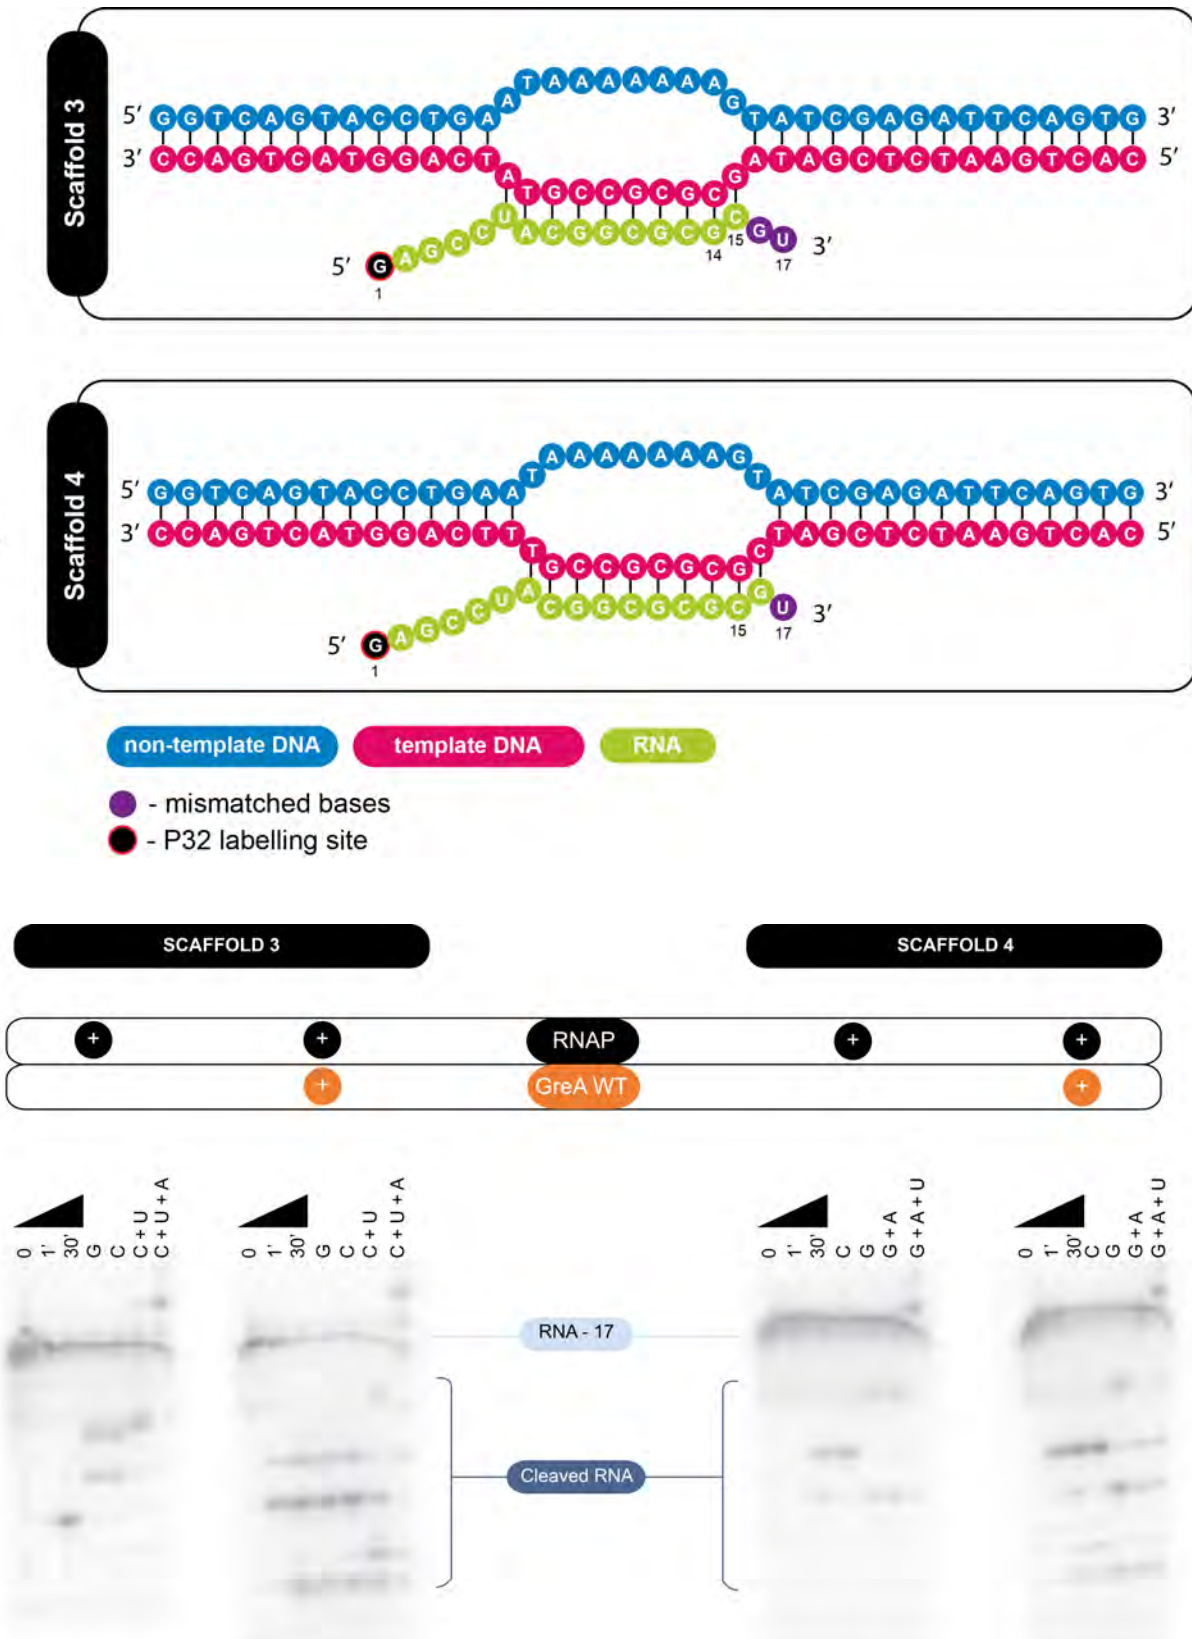 Scaffold 3
5′ GGTCAGTACCTGAATAAAAAAAGTATCGAGATTCAGTG 3′
3′ CCAGTCATGGACTATGCCGCGCGATAGCTCTAAGTCAC 5′
5′ GAGCCUACGGCGCGCGU 3′
1 14 15 17
Scaffold 4
5′ GGTCAGTACCTGAATAAAAAAAGTATCGAGATTCAGTG 3′
3′ CCAGTCATGGACTTTGCCGCGCGCTAGCTCTAAGTCAC 5′
5′ GAGCCUACGGCGCGCGU 3′
1 15 17
non-template DNA template DNA RNA
- mismatched bases
- P32 labelling site
SCAFFOLD 3 SCAFFOLD 4
+ + RNAP + +
+ GreA WT +
0 1' 30' G C C + U C + U + A 0 1' 30' G C C + U C + U + A 0 1' 30' C G G + A G + A + U 0 1' 30' C G G + A G + A + U
RNA - 17
Cleaved RNA